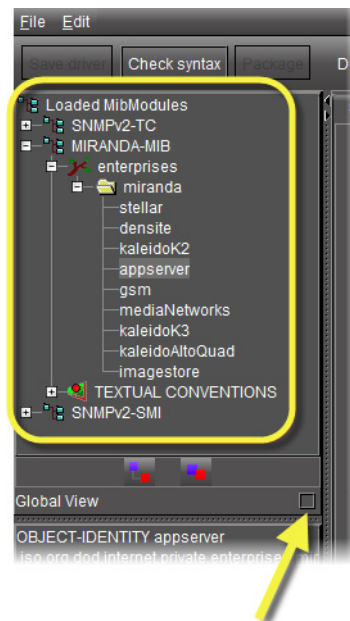 File Edit
Save driver Check syntax Package D
Loaded MibModules
SNMPv2-TC
MIRANDA-MIB
enterprises
miranda
stellar
densite
kaleidoK2
appserver
gsm
mediaNetworks
kaleidoK3
kaleidoAltoQuad
imagestore
TEXTUAL CONVENTIONS
SNMPv2-SMI
Global View
OBJECT-IDENTITY appserver
iso.org.dod.internet.private.enterprises